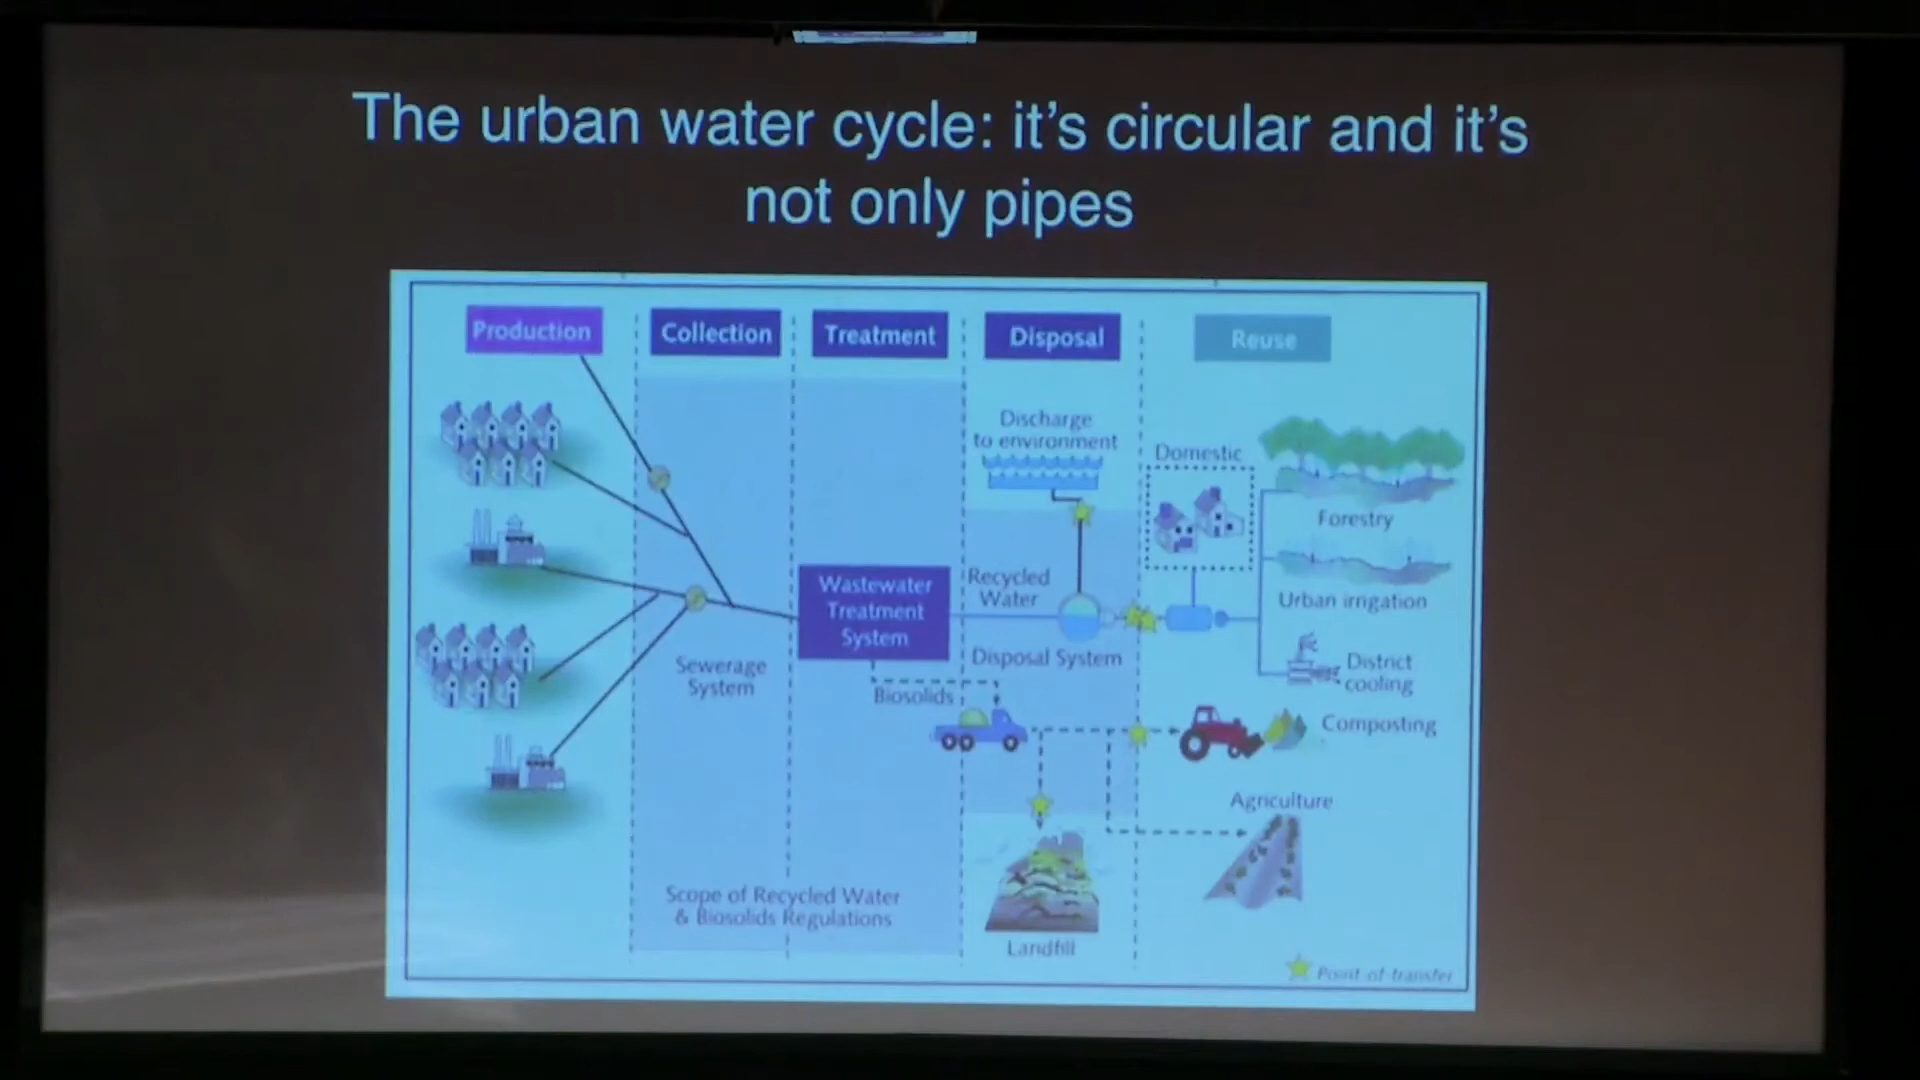 The urban water cycle: it's circular and it's
not only pipes
Production
Collection
Treatment
Disposal
Reuse
Discharge
to environment
Domestic
Forestry
Recycled
Water
Wastewater
Treatment
System
Urban irrigation
Sewerage
System
Disposal System
District
cooling
Biosolids
Composting
Agriculture
Scope of Recycled Water
& Biosolids Regulations
Landfill
Point-of-transfer